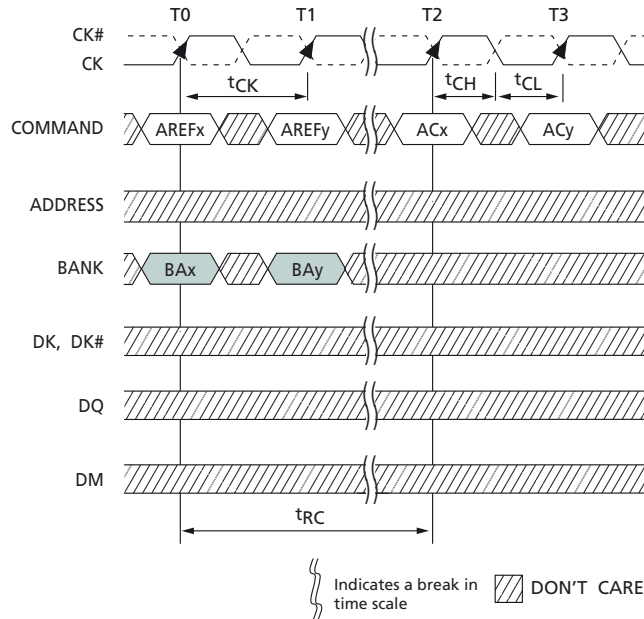 T0 T1 T2 T3
CK#
CK
tCK tCH tCL
COMMAND AREFx AREFy ACx ACy
ADDRESS
BANK BAx BAy
DK, DK#
DQ
DM
tRC
Indicates a break in
time scale
DON'T CARE